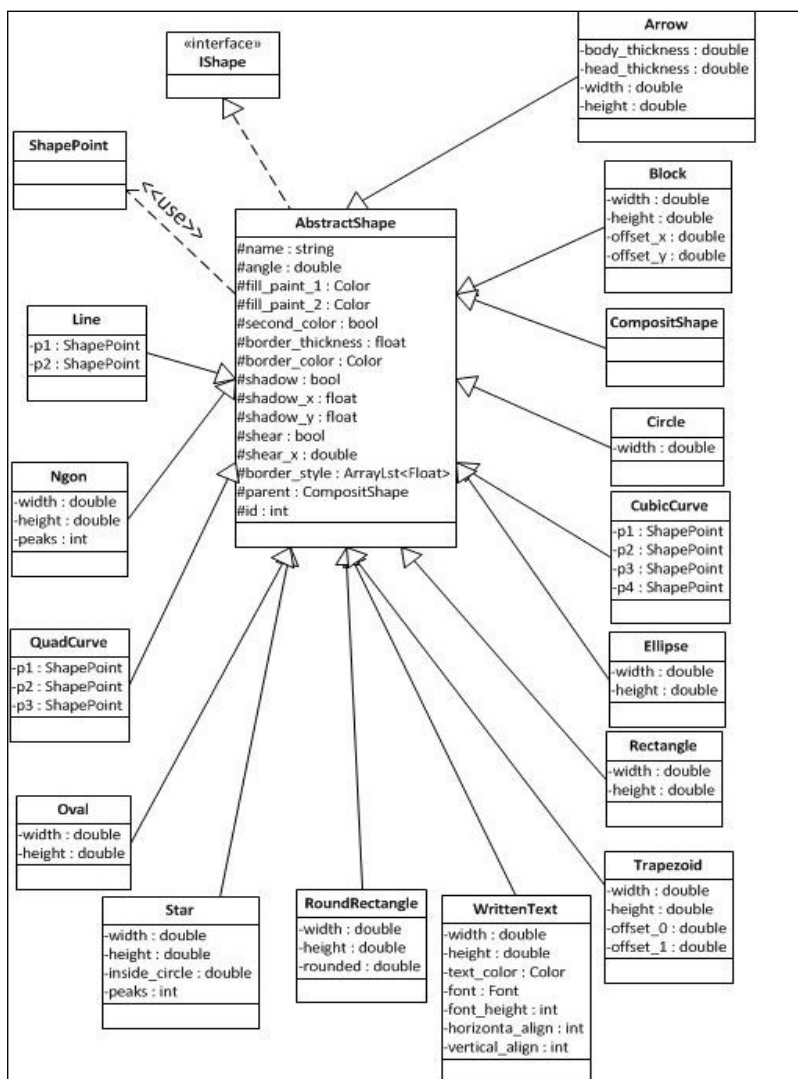 «interface»
IShape
ShapePoint
<<use>>
AbstractShape
#name : string
#angle : double
#fill_paint_1 : Color
#fill_paint_2 : Color
#second_color : bool
#border_thickness : float
#border_color : Color
#shadow : bool
#shadow_x : float
#shadow_y : float
#shear : bool
#shear_x : double
#border_style : ArrayLst<Float>
#parent : CompositShape
#id : int
Line
-p1 : ShapePoint
-p2 : ShapePoint
Ngon
-width : double
-height : double
-peaks : int
QuadCurve
-p1 : ShapePoint
-p2 : ShapePoint
-p3 : ShapePoint
Oval
-width : double
-height : double
Star
-width : double
-height : double
-inside_circle : double
-peaks : int
RoundRectangle
-width : double
-height : double
-rounded : double
WrittenText
-width : double
-height : double
-text_color : Color
-font : Font
-font_height : int
-horizonta_align : int
-vertical_align : int
Arrow
-body_thickness : double
-head_thickness : double
-width : double
-height : double
Block
-width : double
-height : double
-offset_x : double
-offset_y : double
CompositShape
Circle
-width : double
CubicCurve
-p1 : ShapePoint
-p2 : ShapePoint
-p3 : ShapePoint
-p4 : ShapePoint
Ellipse
-width : double
-height : double
Rectangle
-width : double
-height : double
Trapezoid
-width : double
-height : double
-offset_0 : double
-offset_1 : double